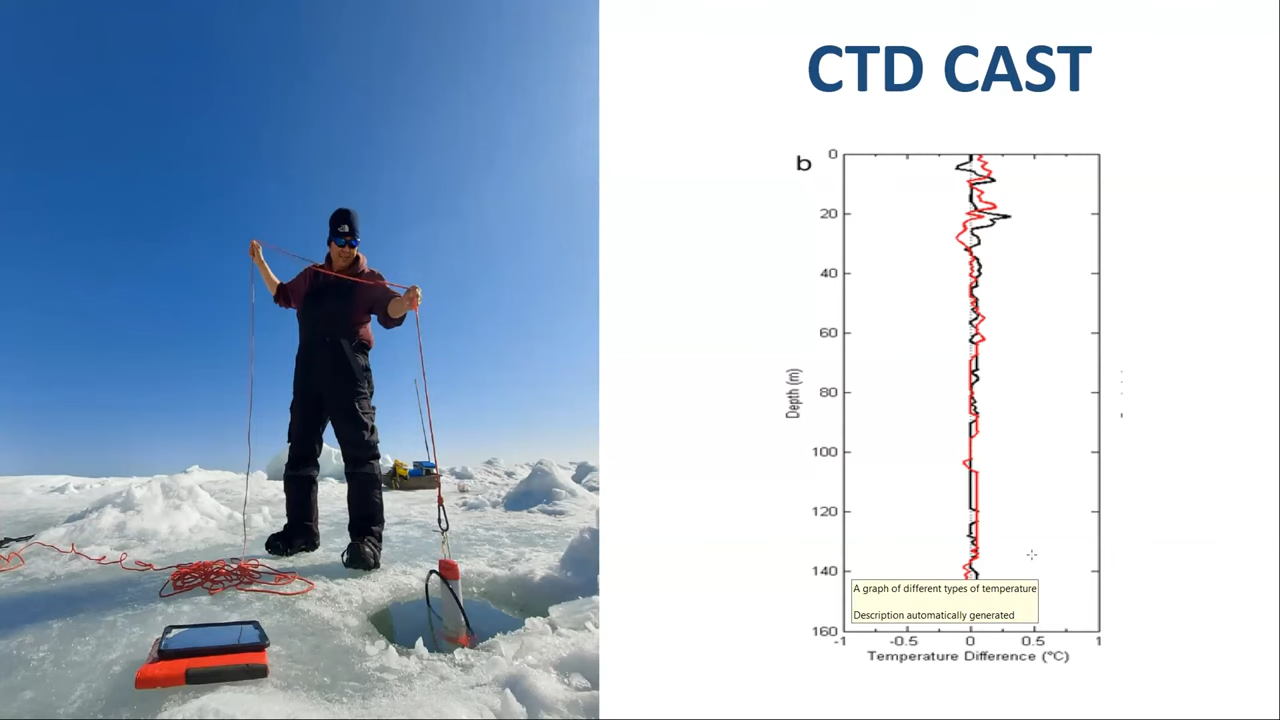 CTD CAST
b
0
20
40
60
80
100
120
140
160
Depth (m)
A graph of different types of temperature
Description automatically generated
-1 -0.5 0 0.5 1
Temperature Difference (°C)